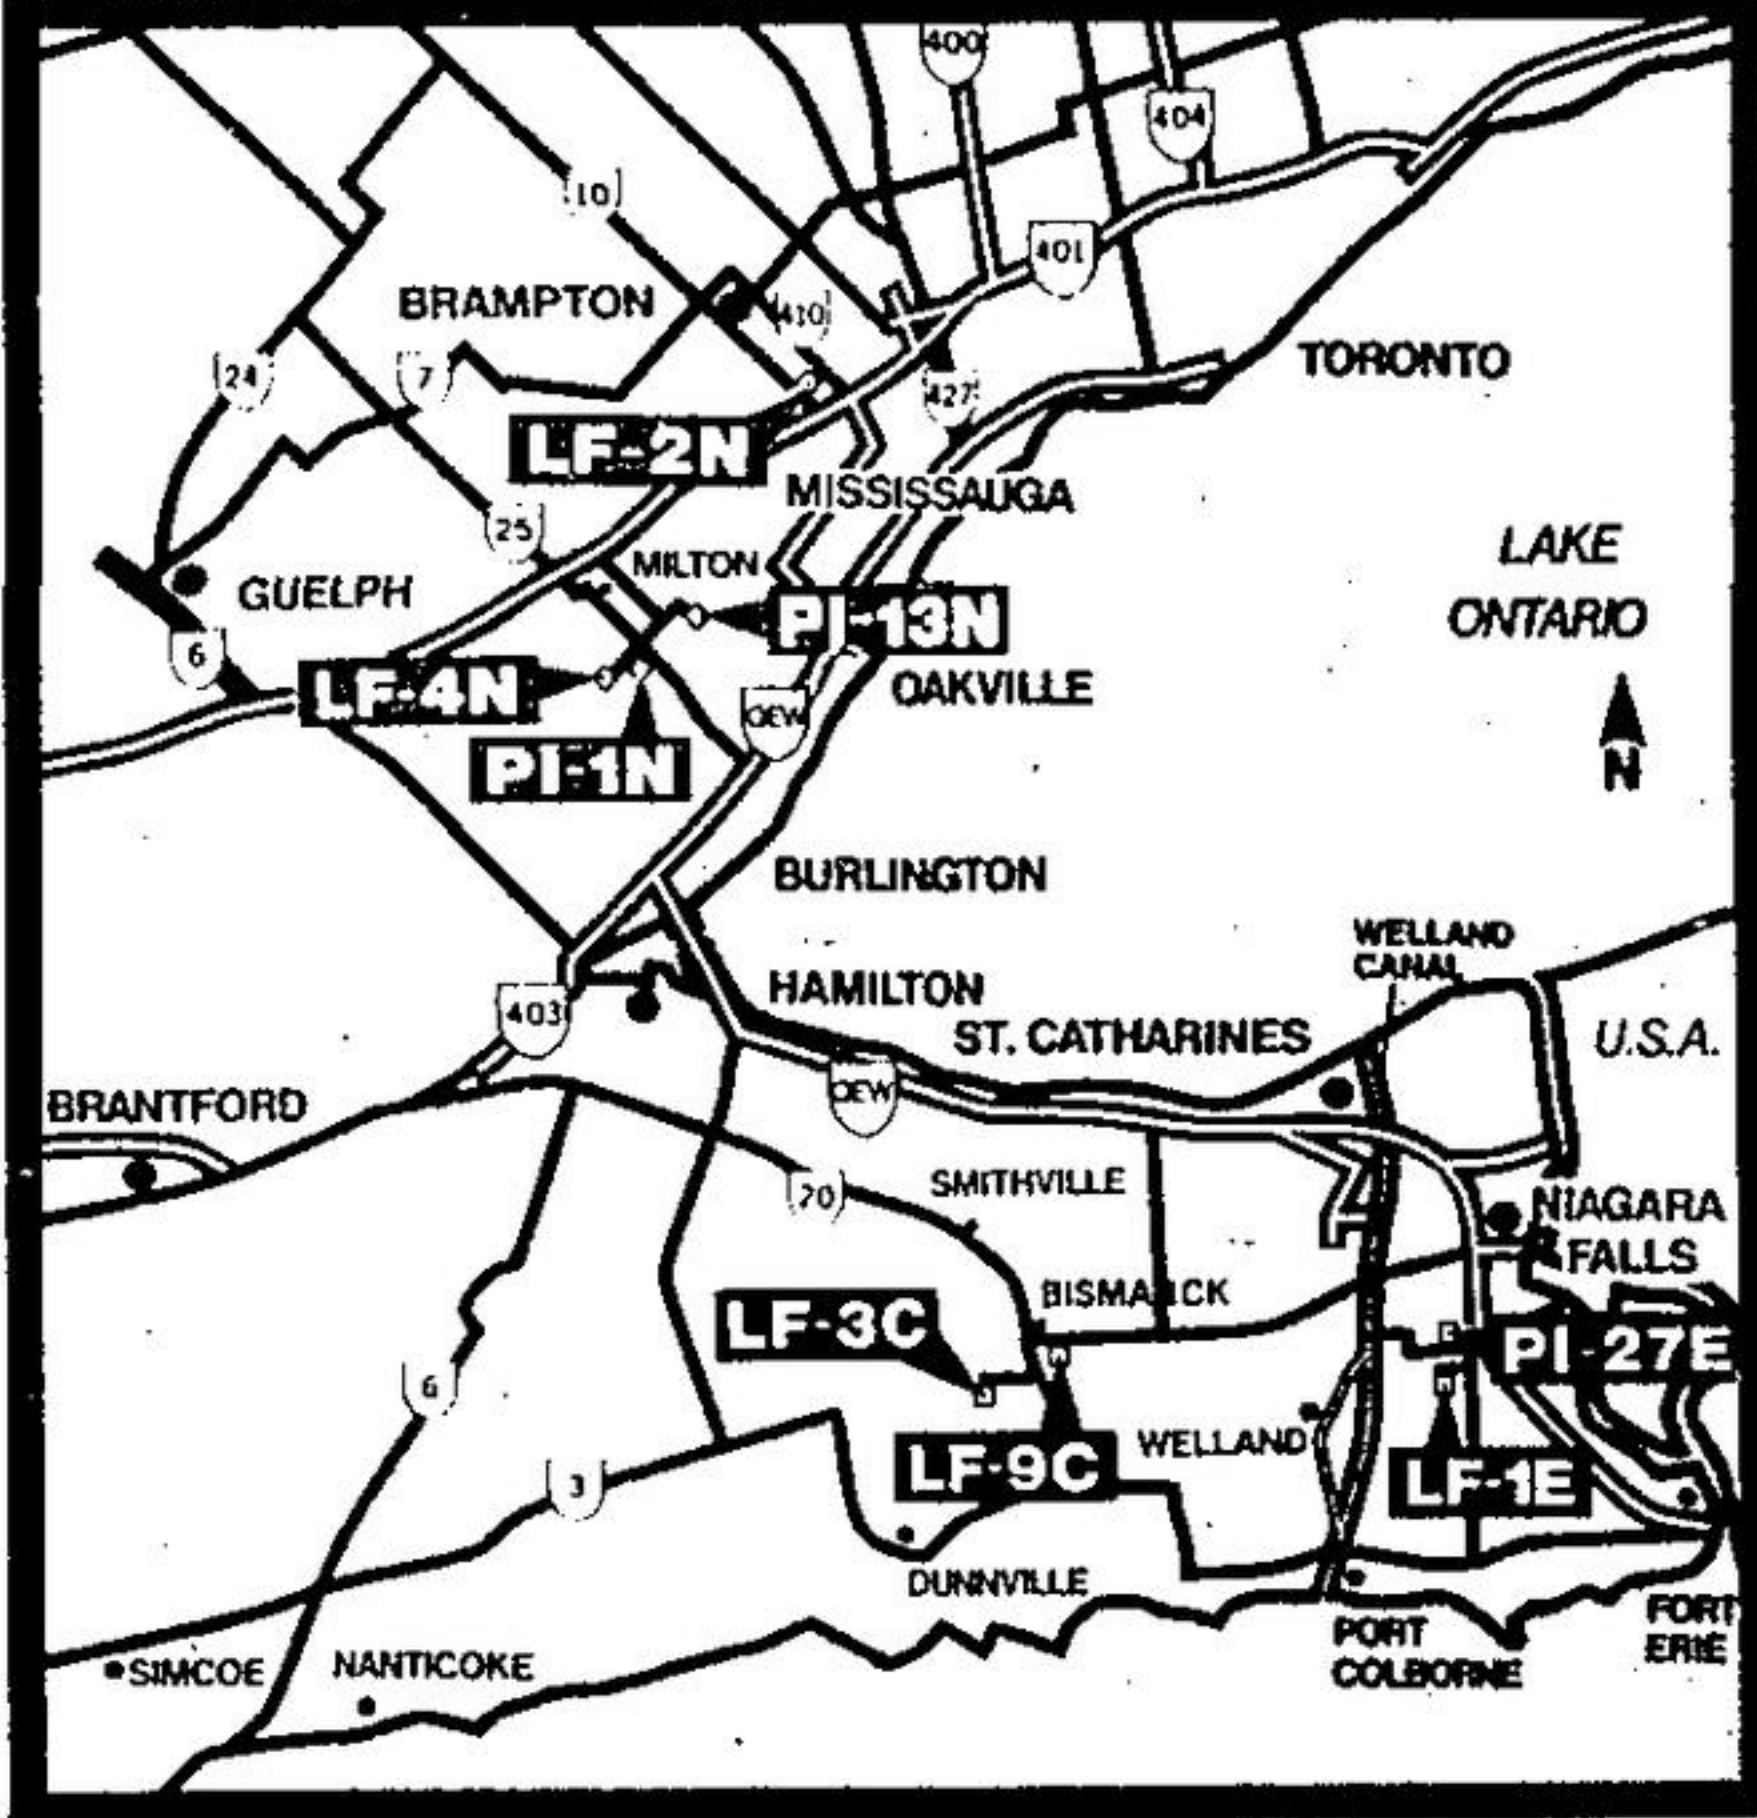 400
404
10
401
BRAMPTON
410
TORONTO
24
7
427
LF-2N
MISSISSAUGA
25
LAKE
ONTARIO
MILTON
GUELPH
PI-13N
6
LF-4N
OAKVILLE
QEW
N
PI-1N
BURLINGTON
WELLAND
CANAL
HAMILTON
403
ST. CATHARINES
U.S.A.
QEW
BRANTFORD
SMITHVILLE
20
NIAGARA
FALLS
BISMARCK
LF-3C
PI-27E
6
WELLAND
LF-9C
LF-1E
3
DUNNVILLE
FORT
ERIE
PORT
COLBORNE
SIMCOE
NANTICOKE